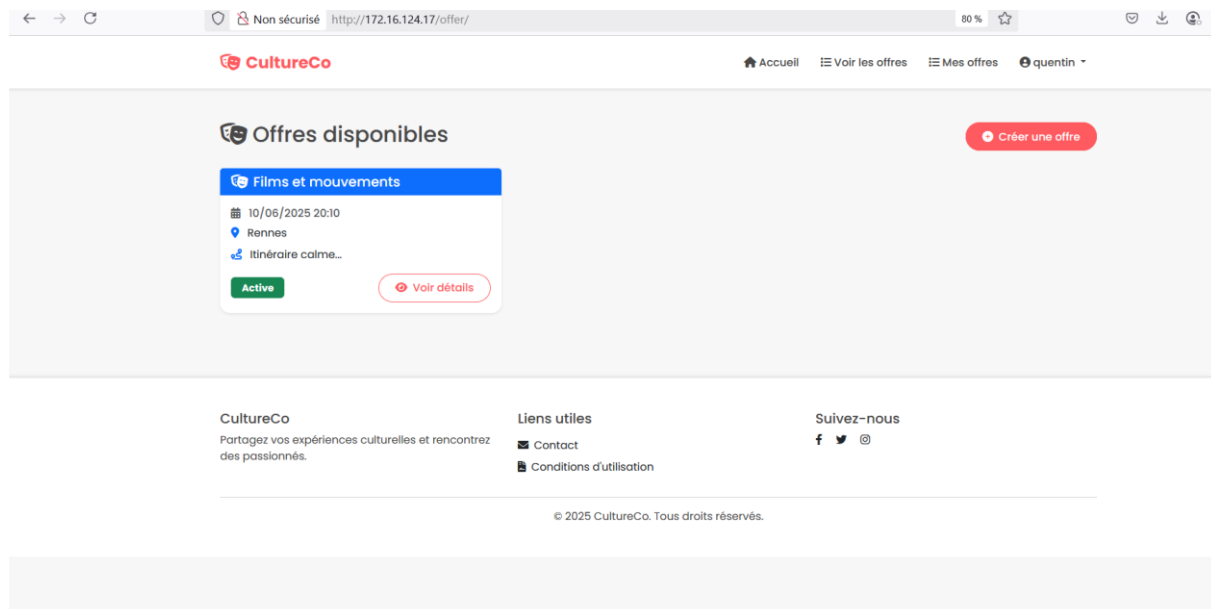 Non sécurisé http://172.16.124.17/offer/ 80 %
CultureCo Accueil Voir les offres Mes offres quentin
Offres disponibles Créer une offre
Films et mouvements
10/06/2025 20:10
Rennes
Itinéraire calme...
Active Voir détails
CultureCo
Partagez vos expériences culturelles et rencontrez
des passionnés.
Liens utiles
Contact
Conditions d'utilisation
Suivez-nous
© 2025 CultureCo. Tous droits réservés.